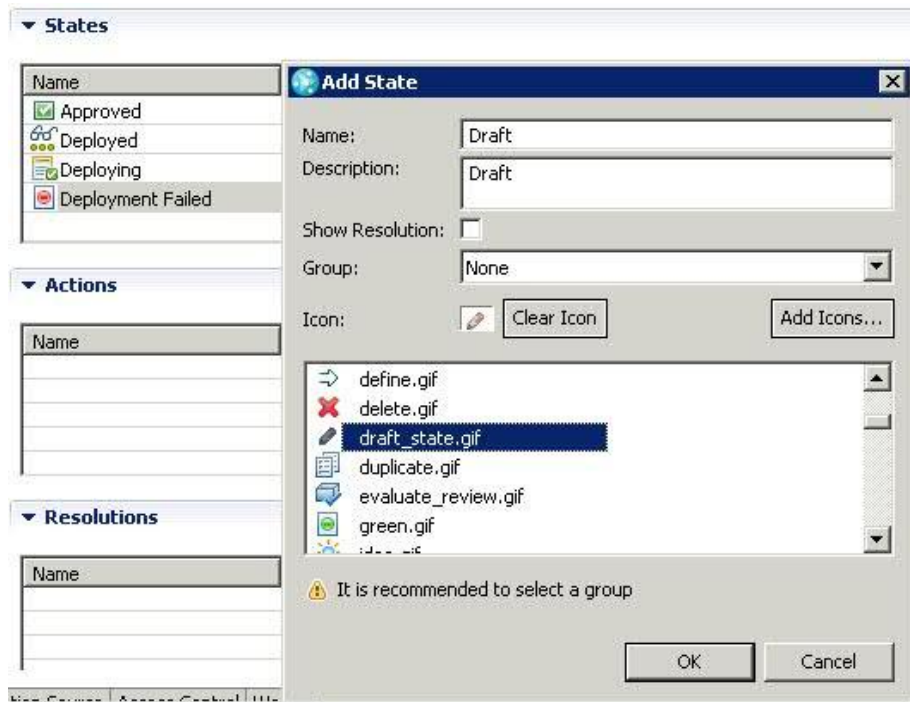 States
Name
Approved
Deployed
Deploying
Deployment Failed
Actions
Name
Resolutions
Name
Add State
Name:
Draft
Description:
Draft
Show Resolution:
Group:
None
Icon:
Clear Icon
Add Icons...
define.gif
delete.gif
draft_state.gif
duplicate.gif
evaluate_review.gif
green.gif
It is recommended to select a group
OK
Cancel